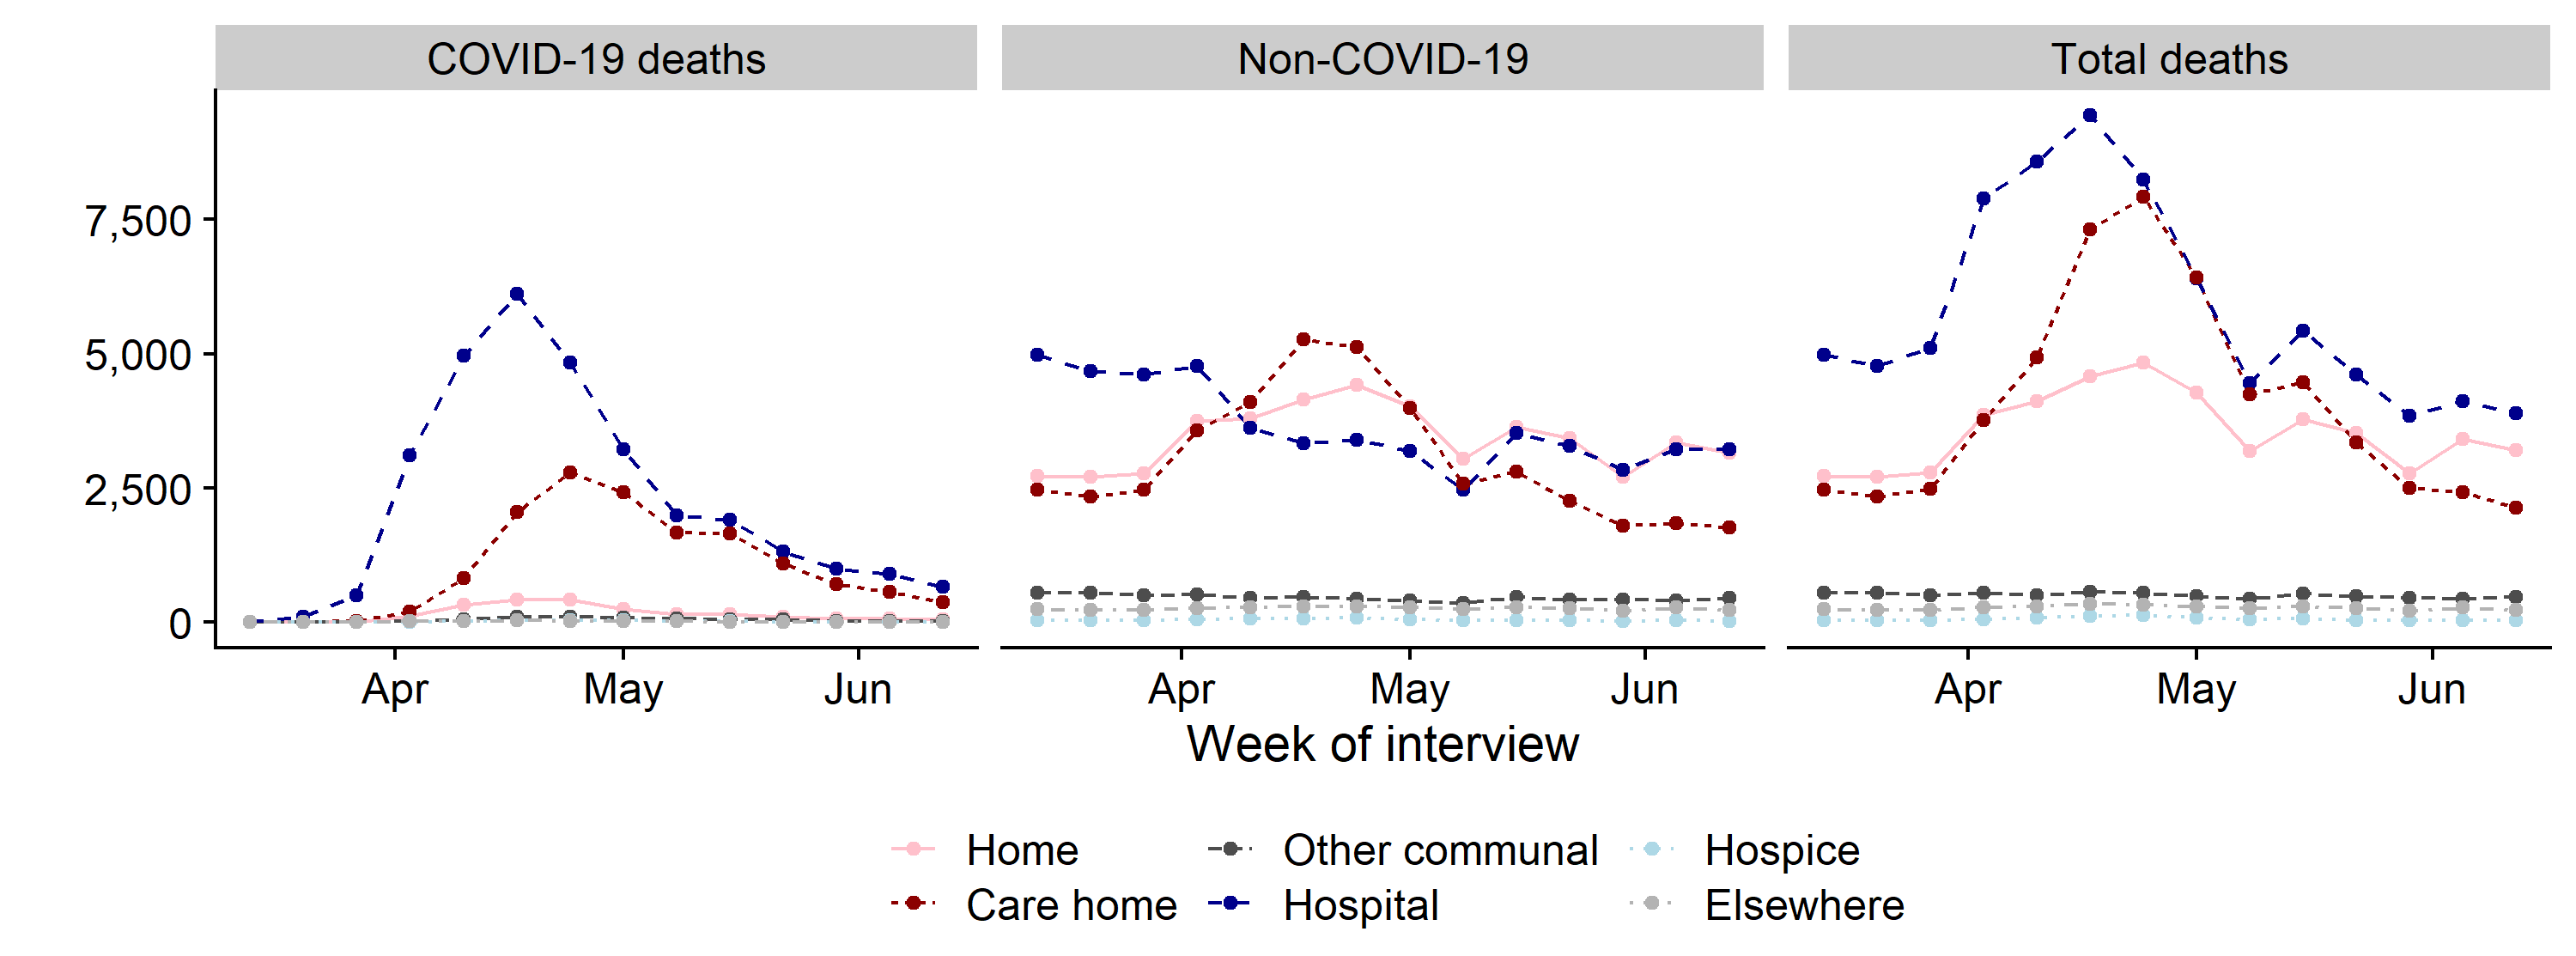 COVID-19 deaths Non-COVID-19 Total deaths
7,500
5,000
2,500
0
Apr May Jun Apr May Jun Apr May Jun
Week of interview
Home Other communal Hospice
Care home Hospital Elsewhere